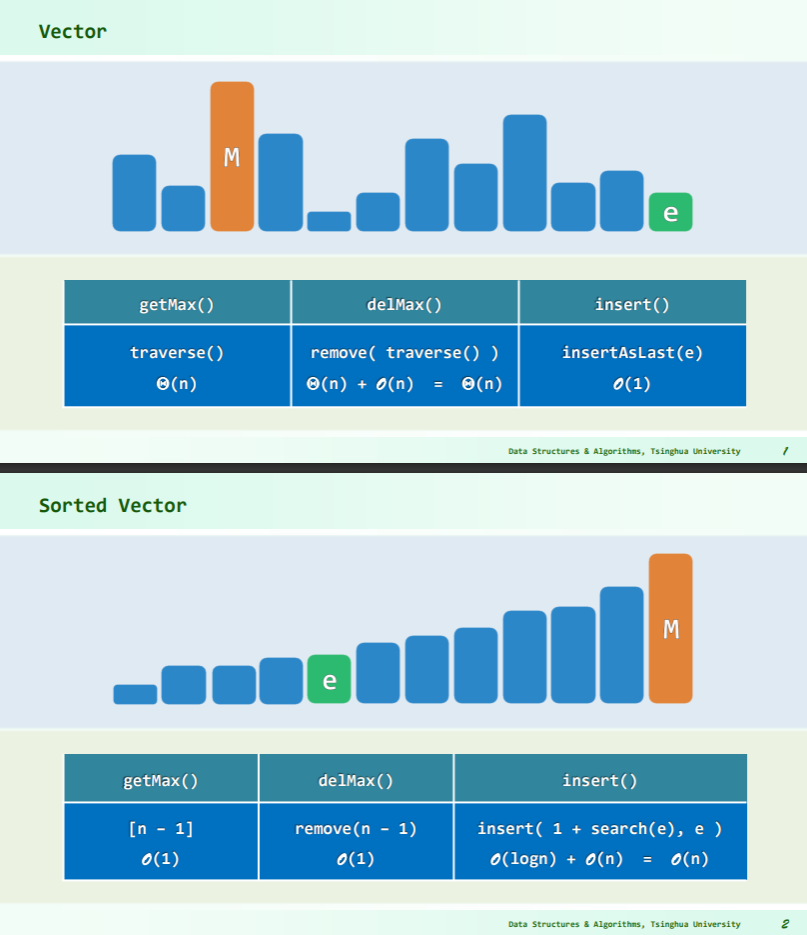 Vector
M
e
getMax() delMax() insert()
traverse() remove( traverse() ) insertAsLast(e)
Θ(n) Θ(n) + 𝒪(n) = Θ(n) 𝒪(1)
Data Structures & Algorithms, Tsinghua University 1
Sorted Vector
M
e
getMax() delMax() insert()
[n – 1] remove(n – 1) insert( 1 + search(e), e )
𝒪(1) 𝒪(1) 𝒪(logn) + 𝒪(n) = 𝒪(n)
Data Structures & Algorithms, Tsinghua University 2